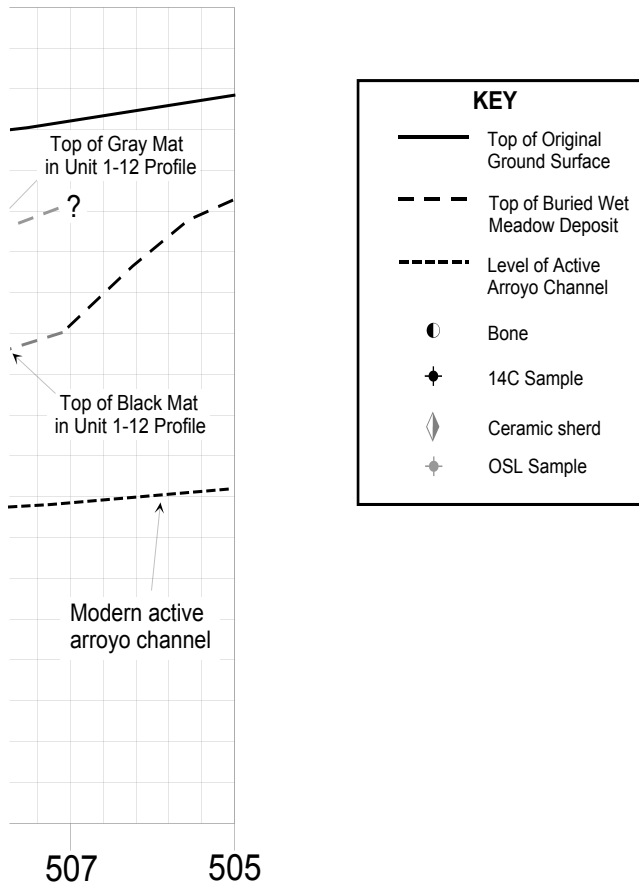 Top of Gray Mat
in Unit 1-12 Profile
?
Top of Black Mat
in Unit 1-12 Profile
Modern active
arroyo channel
507
505
KEY
Top of Original
Ground Surface
Top of Buried Wet
Meadow Deposit
Level of Active
Arroyo Channel
Bone
14C Sample
Ceramic sherd
OSL Sample